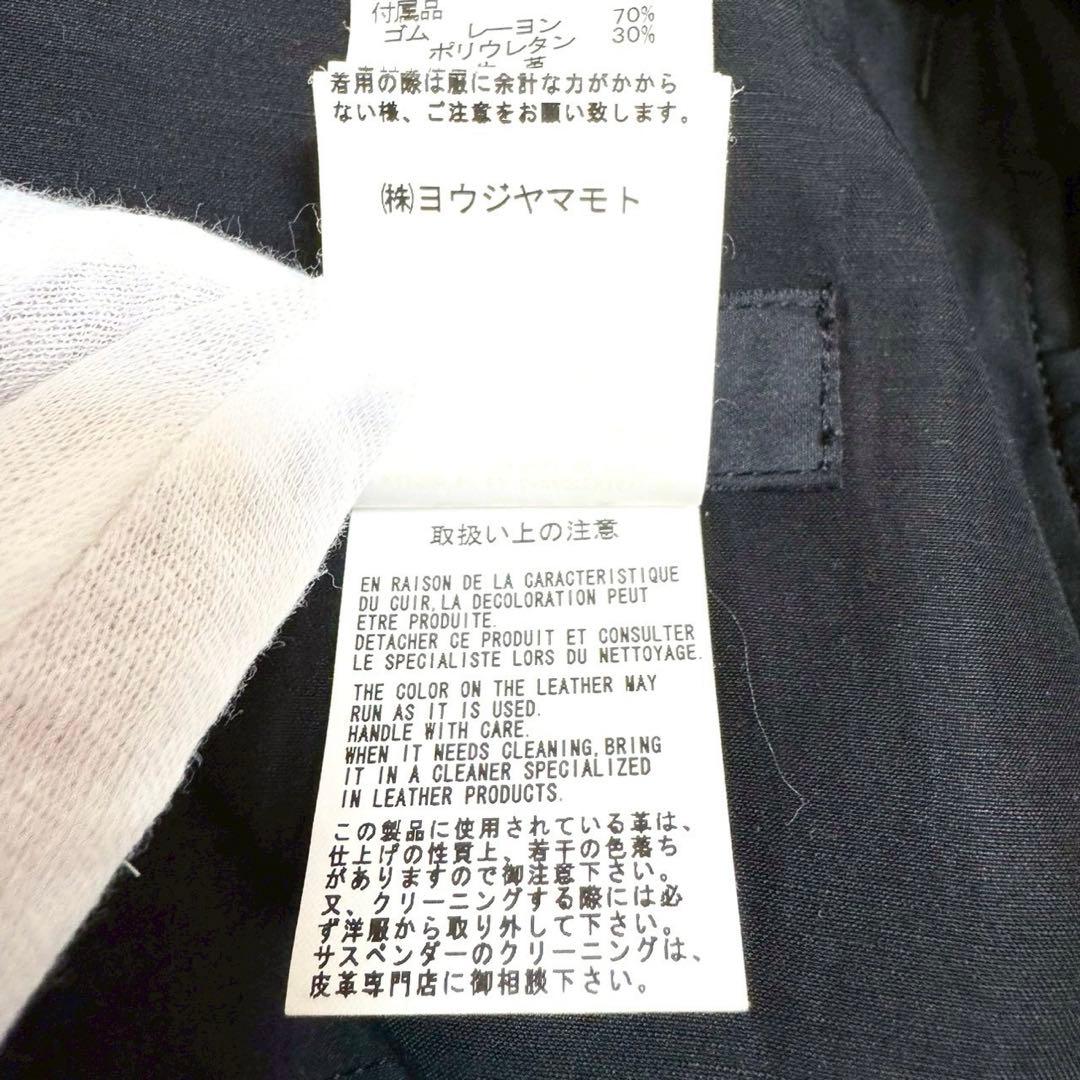 付属品
ゴム レーヨン 70%
ポリウレタン 30%
牛 革
着用の際は服に余計な力がかから
ない様、ご注意をお願い致します。
㈱ヨウジヤマモト
取扱い上の注意
EN RAISON DE LA CARACTERISTIQUE
DU CUIR,LA DECOLORATION PEUT
ETRE PRODUITE.
DETACHER CE PRODUIT ET CONSULTER
LE SPECIALISTE LORS DU NETTOYAGE.
THE COLOR ON THE LEATHER MAY
RUN AS IT IS USED.
HANDLE WITH CARE.
WHEN IT NEEDS CLEANING,BRING
IT IN A CLEANER SPECIALIZED
IN LEATHER PRODUCTS.
この製品に使用されている革は、
仕上げの性質上、若干の色落ち
がありますので御注意下さい。
又、クリーニングする際には必
ず洋服から取り外して下さい。
サスペンダーのクリーニングは、
皮革専門店に御相談下さい。